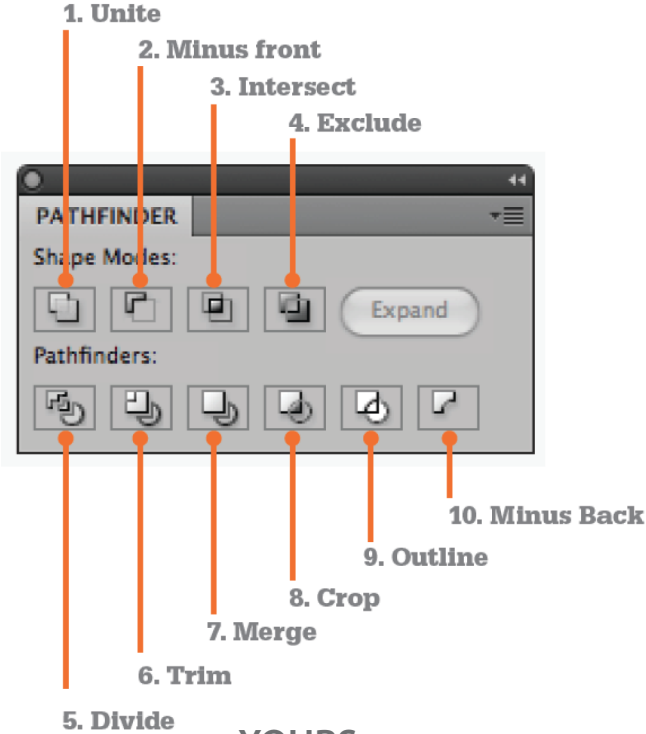 1. Unite
2. Minus front
3. Intersect
4. Exclude
PATHFINDER
Shape Modes:
Expand
Pathfinders:
10. Minus Back
9. Outline
8. Crop
7. Merge
6. Trim
5. Divide